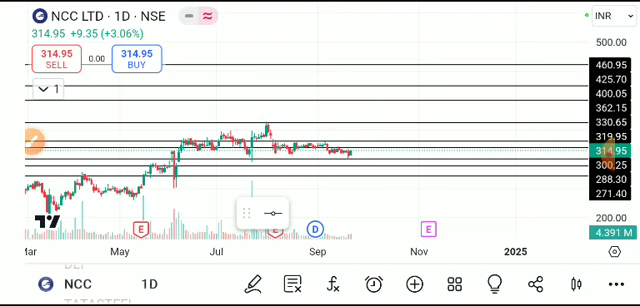 NCC LTD · 1D · NSE
INR
314.95 +9.35 (+3.06%)
314.95 SELL
0.00
314.95 BUY
1
500.00
460.95
425.70
400.05
362.15
330.65
319.95
314.95
300.25
288.30
271.40
200.00
4.391 M
E
E
D
E
Mar May Jul Sep Nov 2025
NCC 1D
TATASTEEL